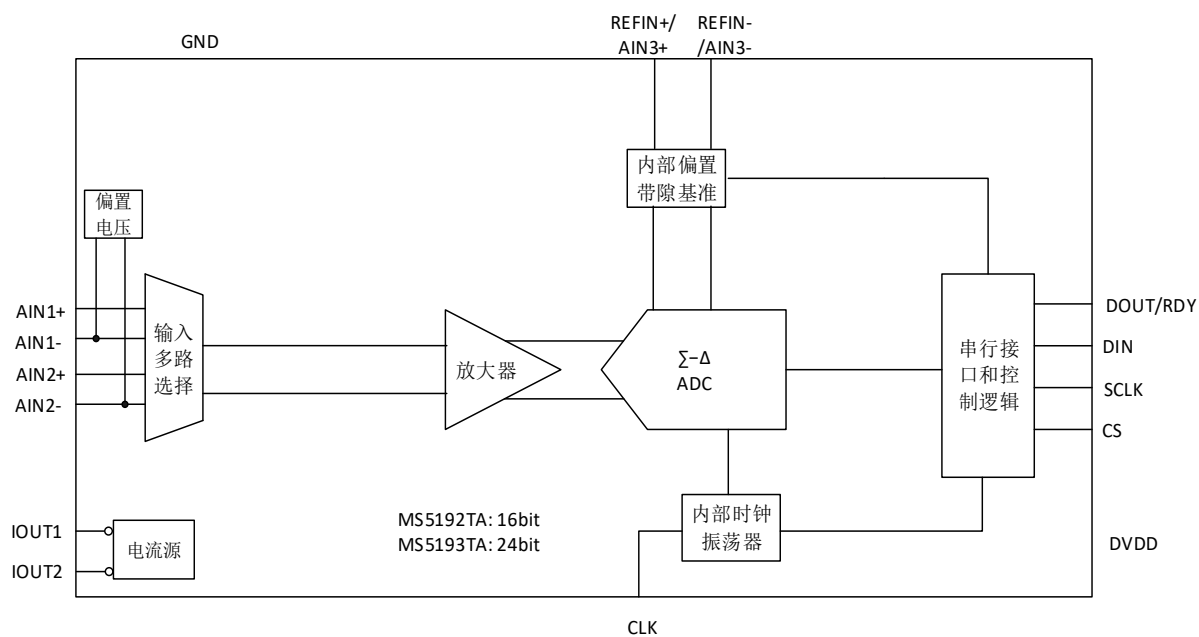 REFIN+/
AIN3+
REFIN-
/AIN3-
GND
内部偏置
带隙基准
偏置
电压
AIN1+
AIN1-
AIN2+
AIN2-
输入
多路
选择
放大器
∑-Δ
ADC
串行接
口和控
制逻辑
DOUT/RDY
DIN
SCLK
CS
IOUT1
IOUT2
电流源
MS5192TA: 16bit
MS5193TA: 24bit
内部时钟
振荡器
DVDD
CLK